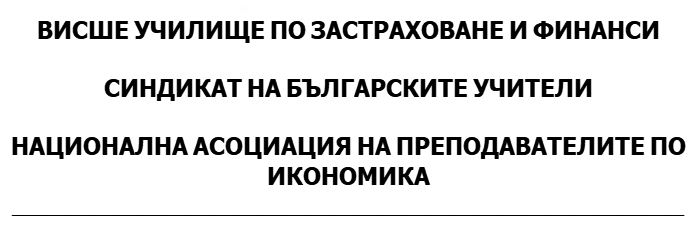 ВИСШЕ УЧИЛИЩЕ ПО ЗАСТРАХОВАНЕ И ФИНАНСИ
СИНДИКАТ НА БЪЛГАРСКИТЕ УЧИТЕЛИ
НАЦИОНАЛНА АСОЦИАЦИЯ НА ПРЕПОДАВАТЕЛИТЕ ПО
ИКОНОМИКА